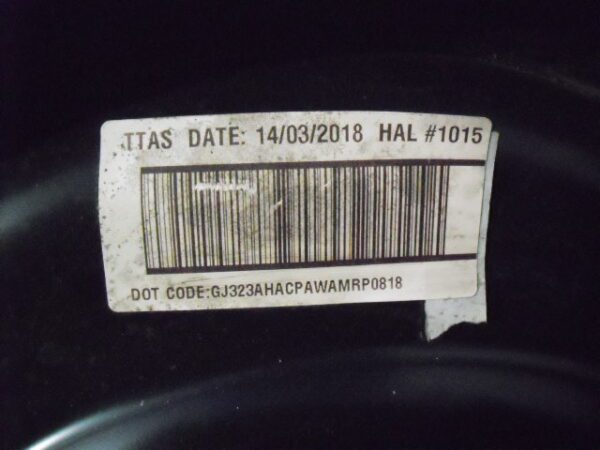 TTAS DATE: 14/03/2018 HAL #1015
DOT CODE:GJ323AHACPAWAMRP0818